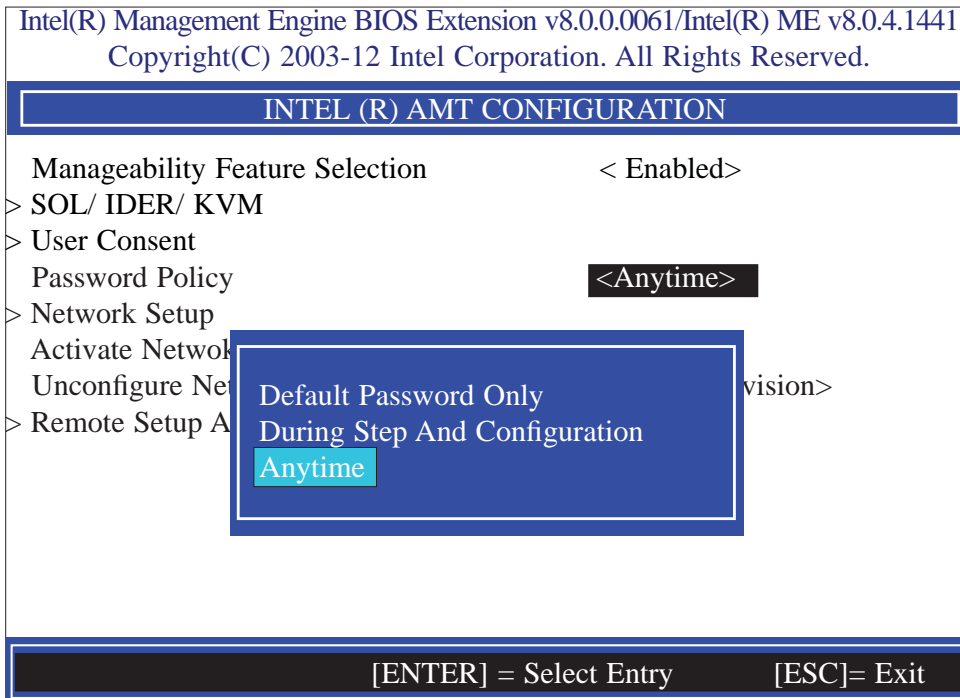 Intel(R) Management Engine BIOS Extension v8.0.0.0061/Intel(R) ME v8.0.4.1441
Copyright(C) 2003-12 Intel Corporation. All Rights Reserved.
INTEL (R) AMT CONFIGURATION
Manageability Feature Selection < Enabled>
> SOL/ IDER/ KVM
> User Consent
Password Policy <Anytime>
> Network Setup
Activate
Unconfigure vision>
> Remote Setup
Default Password Only
During Step And Configuration
Anytime
[ENTER] = Select Entry [ESC]= Exit